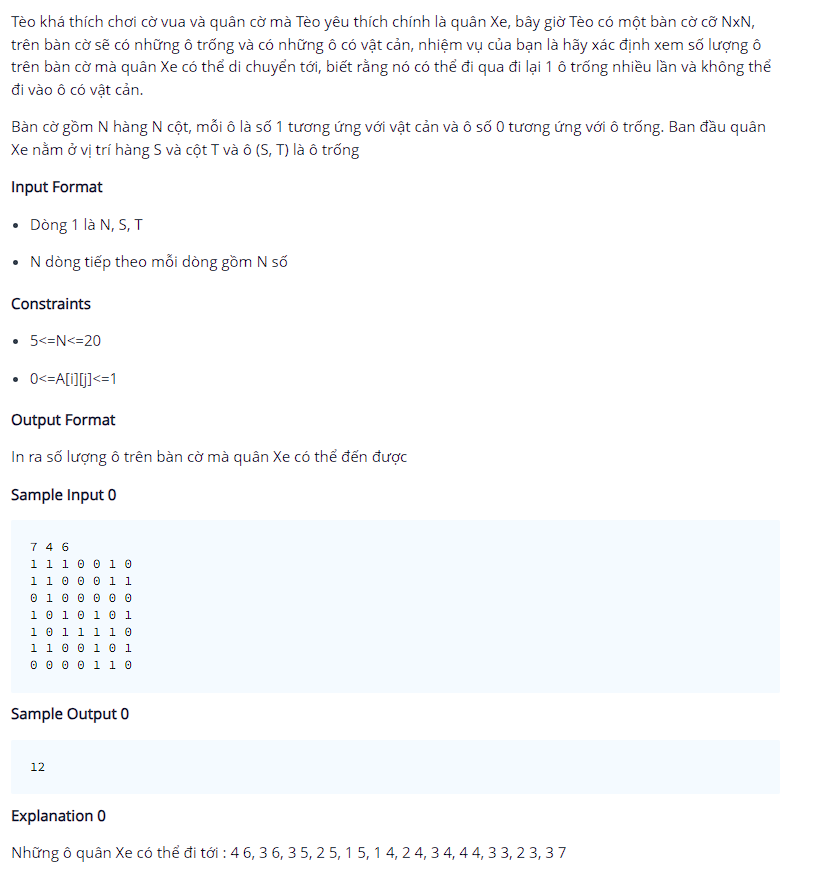 Tèo khá thích chơi cờ vua và quân cờ mà Tèo yêu thích chính là quân Xe, bây giờ Tèo có một bàn cờ cỡ NxN,
trên bàn cờ sẽ có những ô trống và có những ô có vật cản, nhiệm vụ của bạn là hãy xác định xem số lượng ô
trên bàn cờ mà quân Xe có thể di chuyển tới, biết rằng nó có thể đi qua đi lại 1 ô trống nhiều lần và không thể
đi vào ô có vật cản.
Bàn cờ gồm N hàng N cột, mỗi ô là số 1 tương ứng với vật cản và ô số 0 tương ứng với ô trống. Ban đầu quân
Xe nằm ở vị trí hàng S và cột T và ô (S, T) là ô trống
Input Format
• Dòng 1 là N, S, T
• N dòng tiếp theo mỗi dòng gồm N số
Constraints
• 5<=N<=20
• 0<=A[i][j]<=1
Output Format
In ra số lượng ô trên bàn cờ mà quân Xe có thể đến được
Sample Input 0
7 4 6
1 1 1 0 0 1 0
1 1 0 0 0 1 1
0 1 0 0 0 0 0
1 0 1 0 1 0 1
1 0 1 1 1 1 0
1 1 0 0 1 0 1
0 0 0 0 1 1 0
Sample Output 0
12
Explanation 0
Những ô quân Xe có thể đi tới : 4 6, 3 6, 3 5, 2 5, 1 5, 1 4, 2 4, 3 4, 4 4, 3 3, 2 3, 3 7